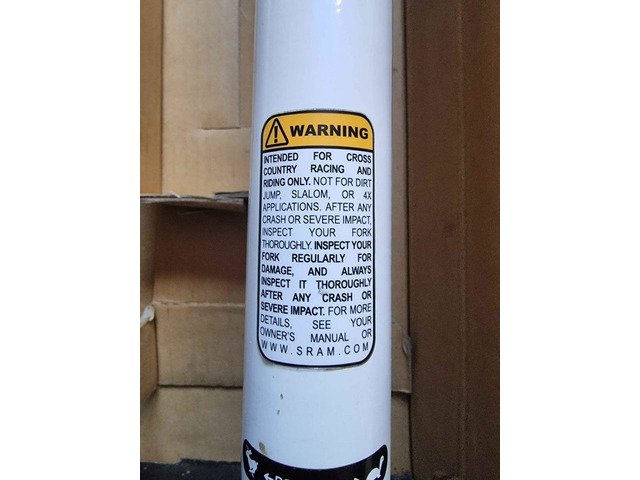 WARNING
INTENDED FOR CROSS
COUNTRY RACING AND
RIDING ONLY. NOT FOR DIRT
JUMP, SLALOM, OR 4X
APPLICATIONS. AFTER ANY
CRASH OR SEVERE IMPACT,
INSPECT YOUR FORK
THOROUGHLY. INSPECT YOUR
FORK REGULARLY FOR
DAMAGE, AND ALWAYS
INSPECT IT THOROUGHLY
AFTER ANY CRASH OR
SEVERE IMPACT. FOR MORE
DETAILS, SEE YOUR
OWNER'S MANUAL OR
WWW.SRAM.COM